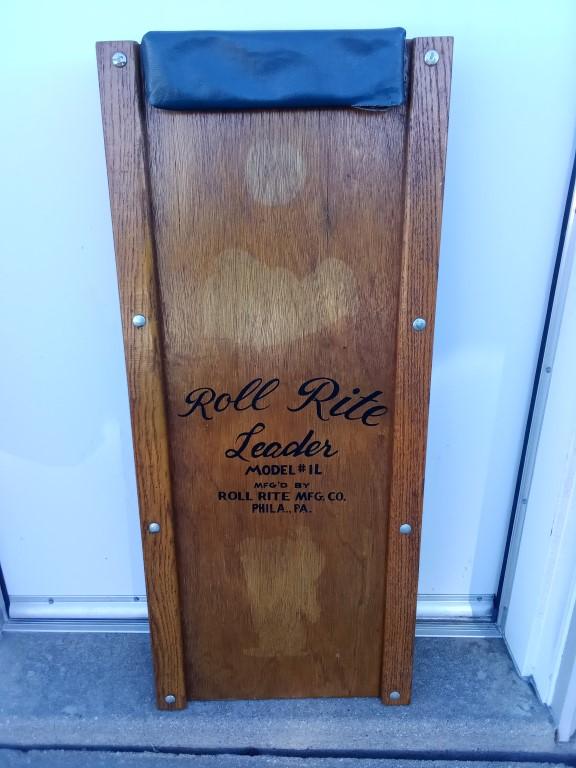 Roll Rite
Leader
MODEL #1L
MFG'D BY
ROLL RITE MFG. CO.
PHILA., PA.